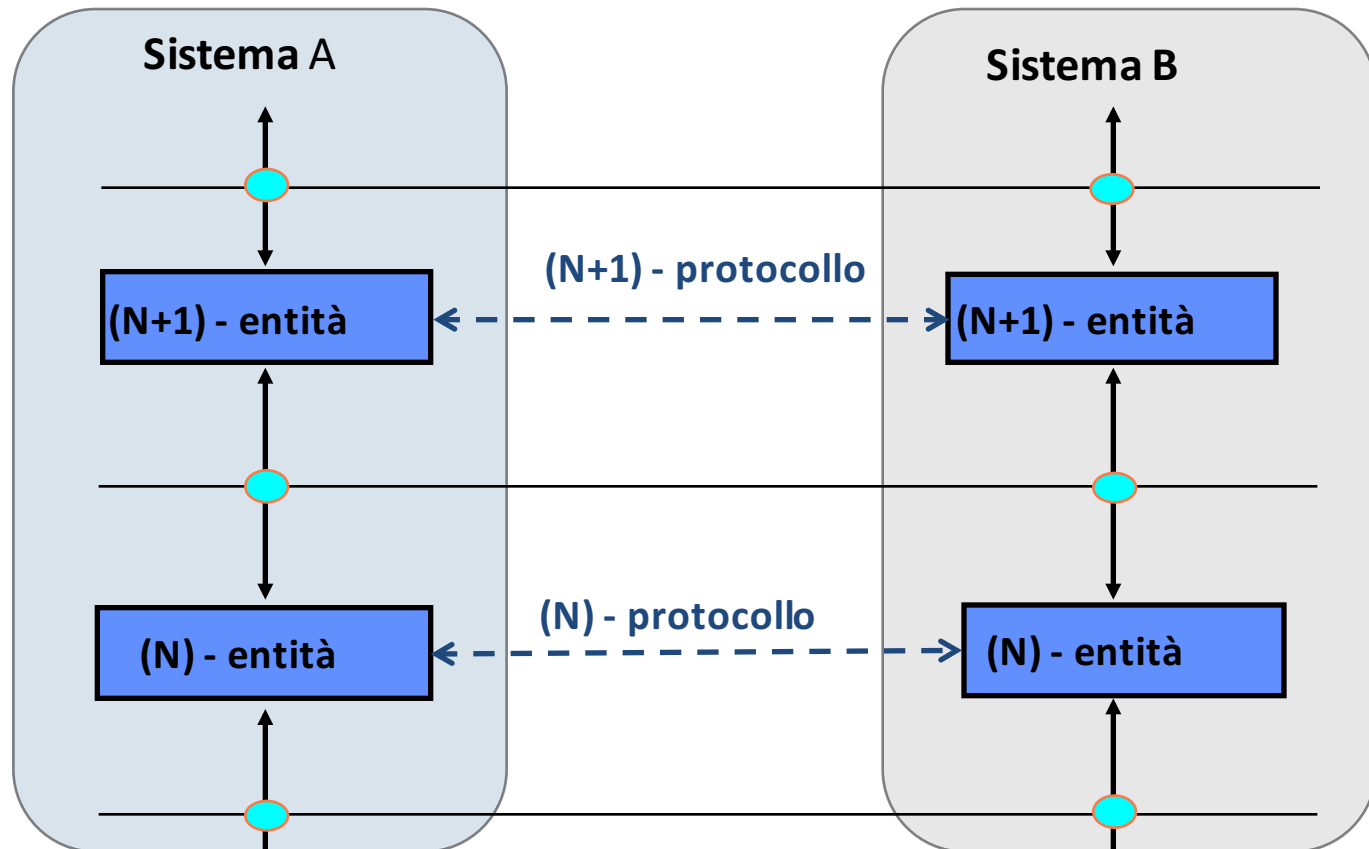 Sistema A
Sistema B
(N+1) - protocollo
(N+1) - entità
(N+1) - entità
(N) - protocollo
(N) - entità
(N) - entità